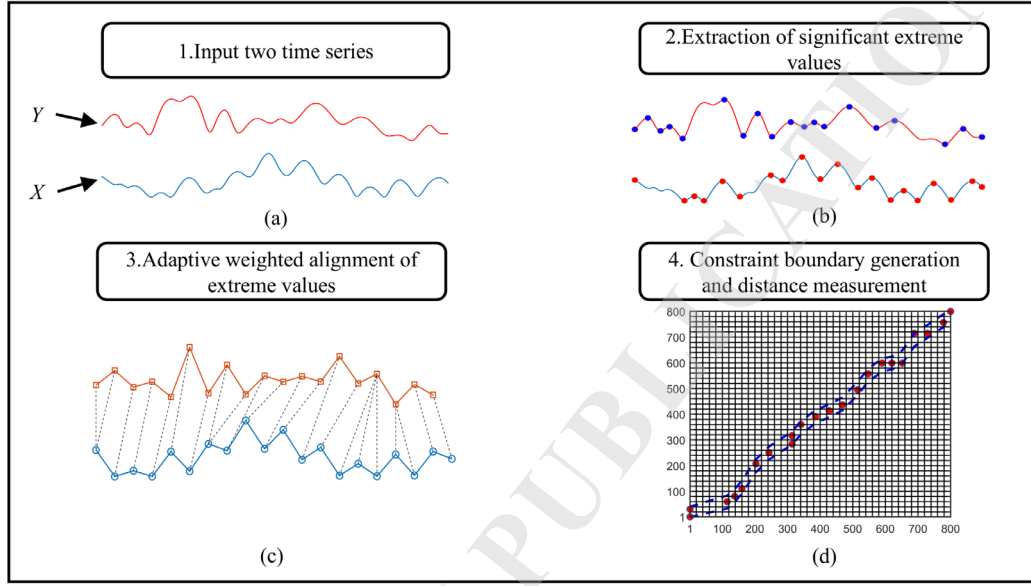 1.Input two time series
2.Extraction of significant extreme
values
Y
X
(a)
(b)
3.Adaptive weighted alignment of
extreme values
4. Constraint boundary generation
and distance measurement
800
700
600
500
400
300
200
100
1
1 100 200 300 400 500 600 700 800
(c)
(d)
PUBLICATION